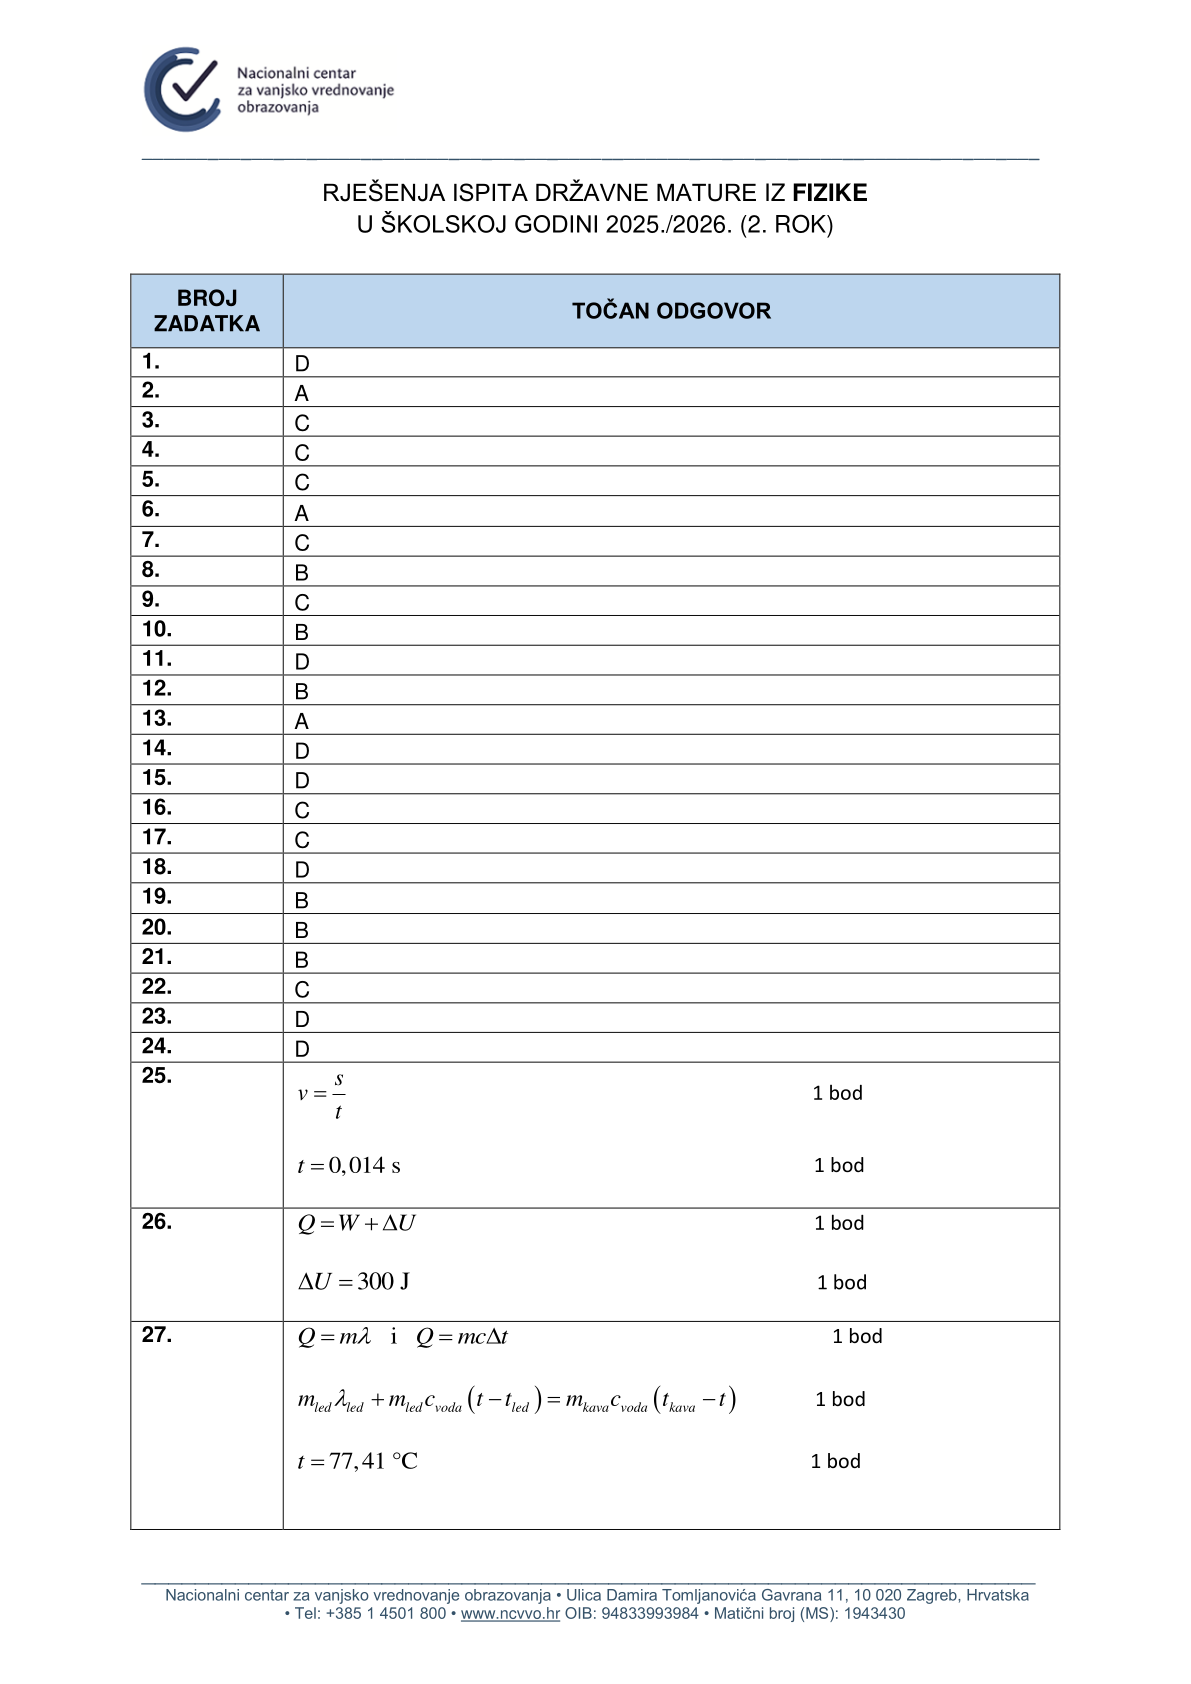 Nacionalni centar
za vanjsko vrednovanje
obrazovanja
RJEŠENJA ISPITA DRŽAVNE MATURE IZ FIZIKE
U ŠKOLSKOJ GODINI 2025./2026. (2. ROK)
BROJ ZADATKA TOČAN ODGOVOR
1. D
2. A
3. C
4. C
5. C
6. A
7. C
8. B
9. C
10. B
11. D
12. B
13. A
14. D
15. D
16. C
17. C
18. D
19. B
20. B
21. B
22. C
23. D
24. D
25. v = s/t 1 bod
t = 0,014 s 1 bod
26. Q = W + ΔU 1 bod
ΔU = 300 J 1 bod
27. Q = mλ i Q = mcΔt 1 bod
m_led λ_led + m_led c_voda (t − t_led) = m_kava c_voda (t_kava − t) 1 bod
t = 77,41 °C 1 bod
Nacionalni centar za vanjsko vrednovanje obrazovanja • Ulica Damira Tomljanovića Gavrana 11, 10 020 Zagreb, Hrvatska
• Tel: +385 1 4501 800 • www.ncvvo.hr OIB: 94833993984 • Matični broj (MS): 1943430